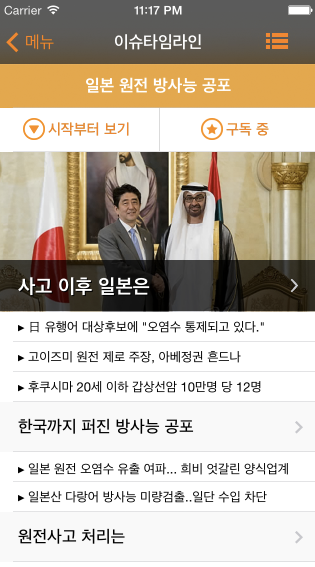 Carrier 11:17 PM
메뉴 이슈타임라인
일본 원전 방사능 공포
시작부터 보기 구독 중
사고 이후 일본은
▸ 日 유행어 대상후보에 "오염수 통제되고 있다."
▸ 고이즈미 원전 제로 주장, 아베정권 흔드나
▸ 후쿠시마 20세 이하 갑상선암 10만명 당 12명
한국까지 퍼진 방사능 공포
▸ 일본 원전 오염수 유출 여파... 희비 엇갈린 양식업계
▸ 일본산 다랑어 방사능 미량검출..일단 수입 차단
원전사고 처리는